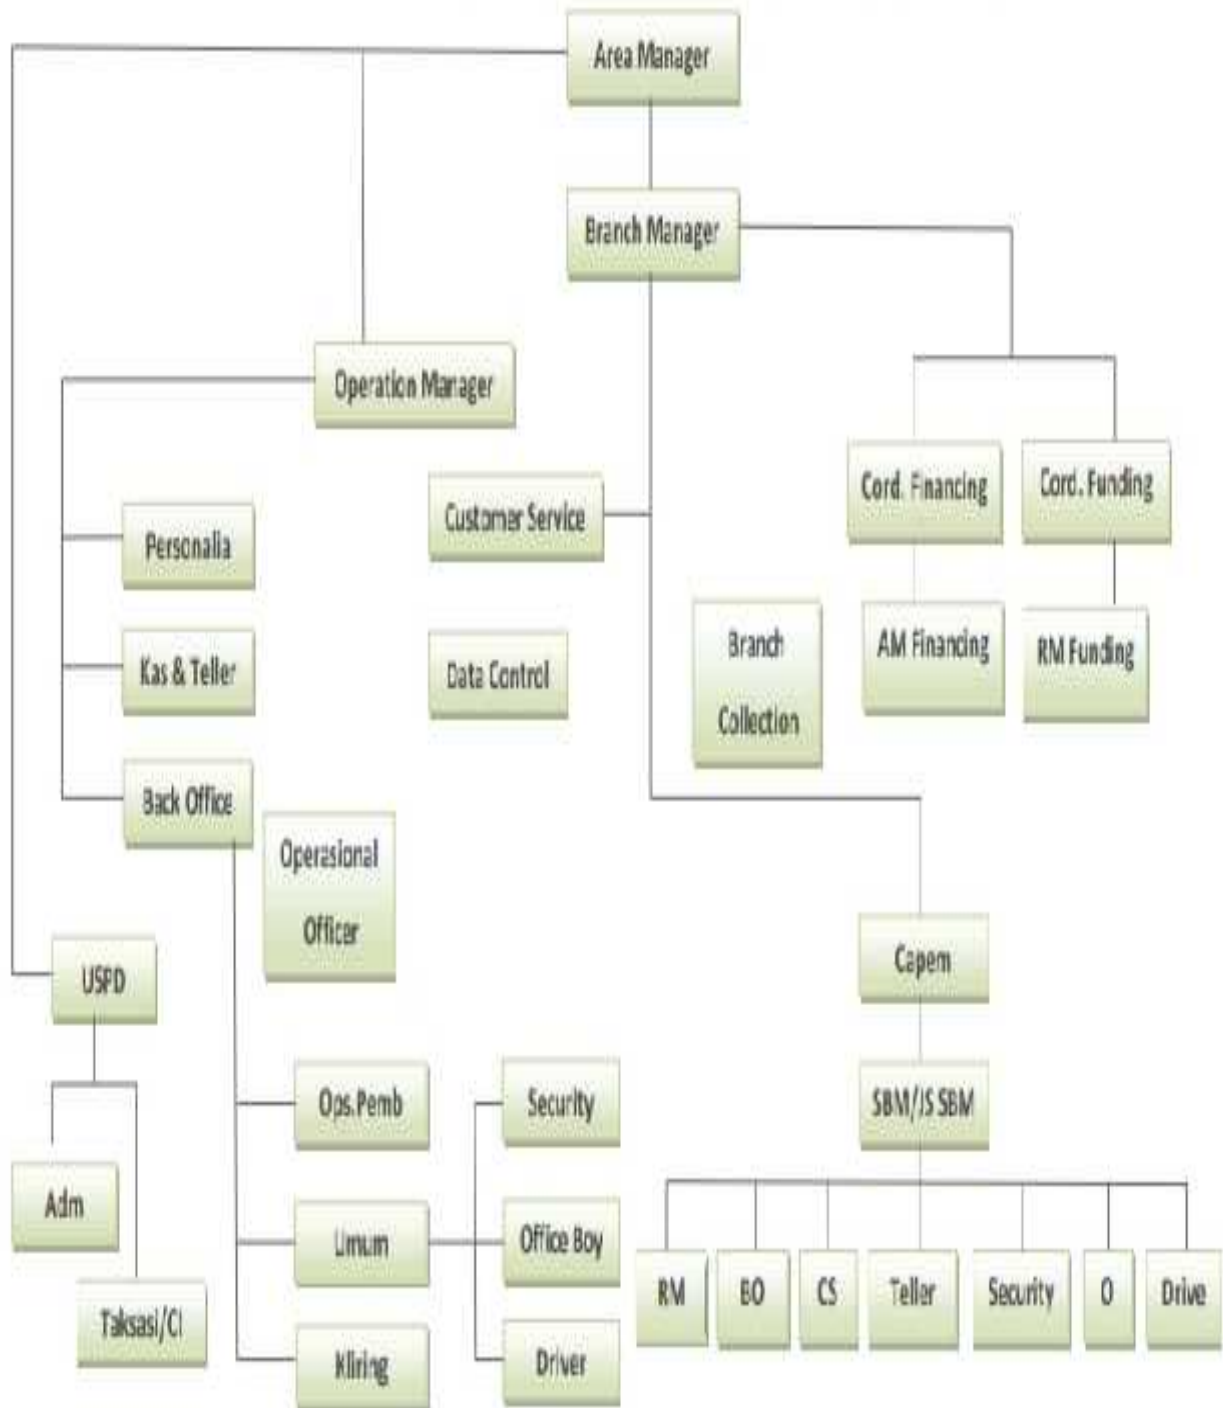 Area Manager
Branch Manager
Operation Manager
Cord. Financing
Cord. Funding
Customer Service
Personalia
AM Financing
RM Funding
Branch
Collection
Kas & Teller
Data Control
Back Office
Operasional
Officer
USPD
Capem
Ops.Pemb
Security
SBM/JS SBM
Adm
Umum
Office Boy
RM
BO
CS
Teller
Security
O
Drive
Taksasi/CI
Kliring
Driver